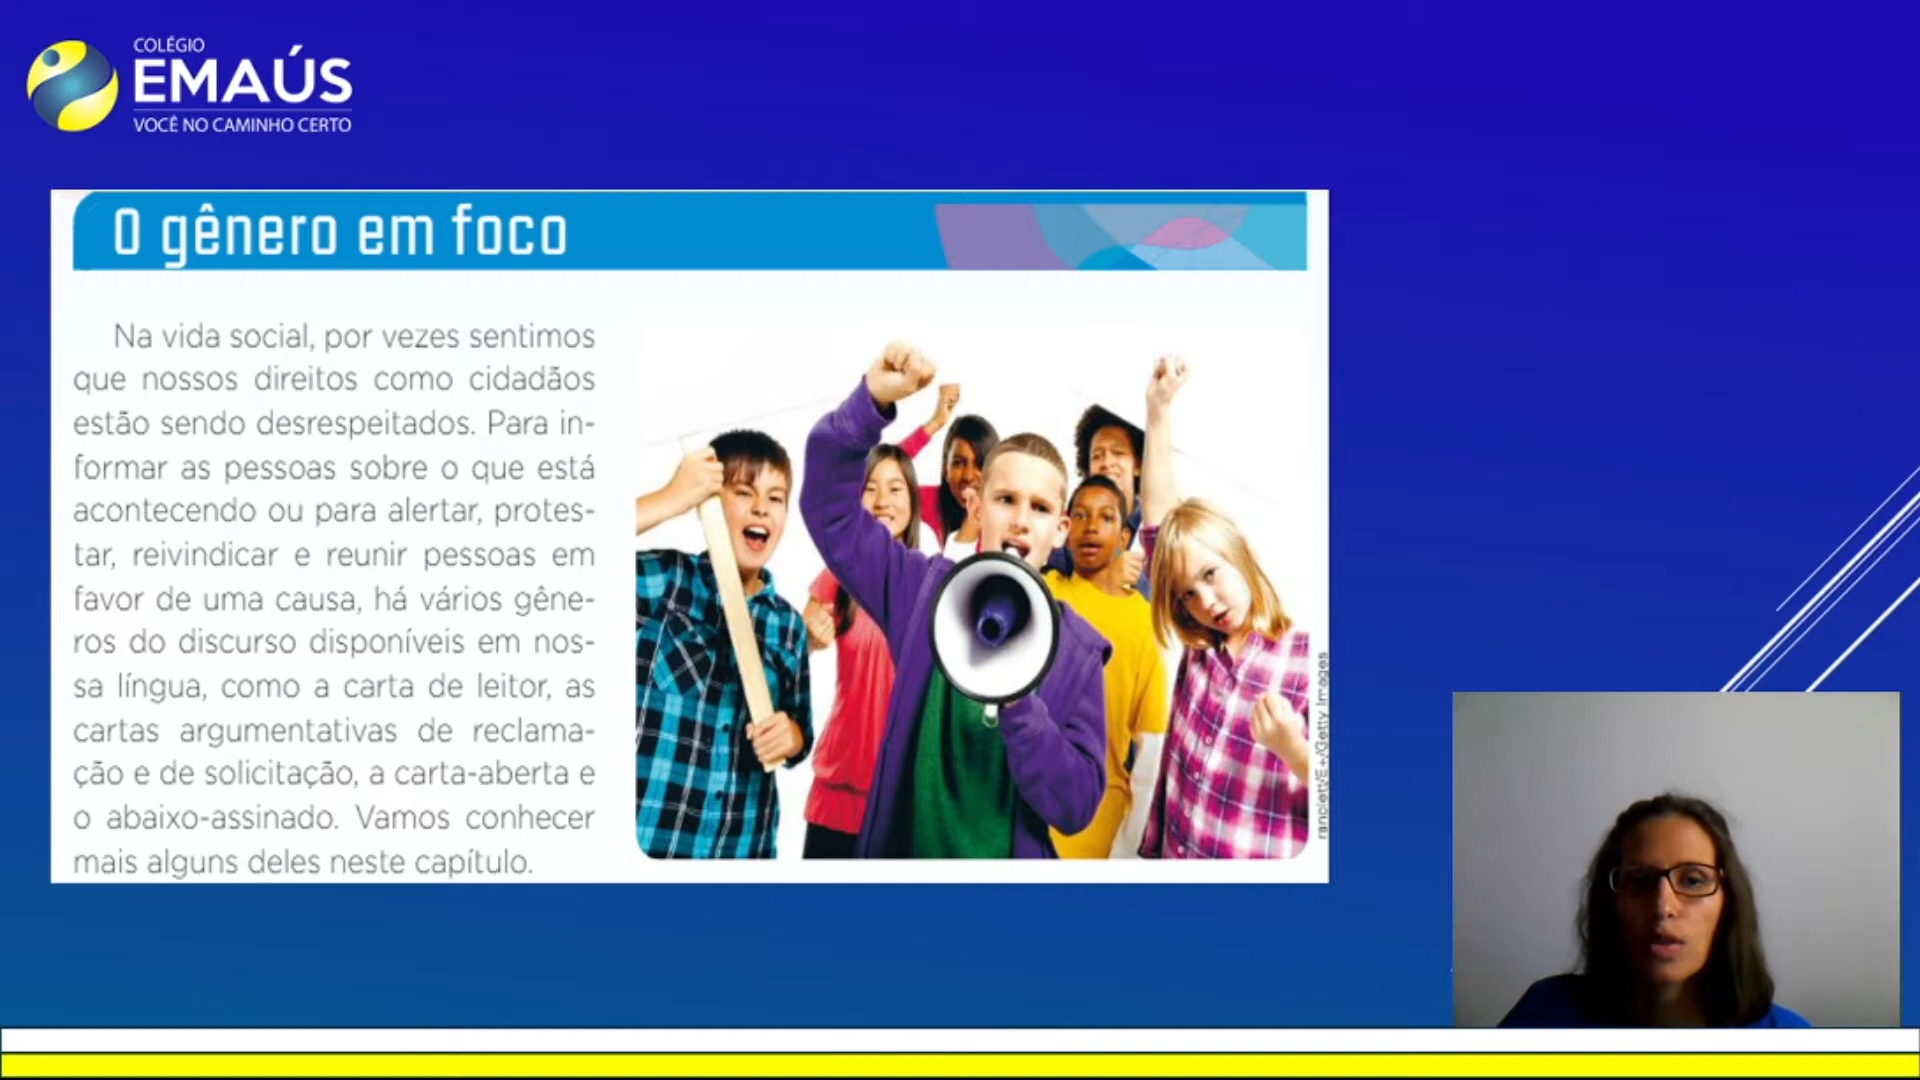 COLÉGIO
EMAÚS
VOCÊ NO CAMINHO CERTO
O gênero em foco
Na vida social, por vezes sentimos
que nossos direitos como cidadãos
estão sendo desrespeitados. Para in-
formar as pessoas sobre o que está
acontecendo ou para alertar, protes-
tar, reivindicar e reunir pessoas em
favor de uma causa, há vários gêne-
ros do discurso disponíveis em nos-
sa língua, como a carta de leitor, as
cartas argumentativas de reclama-
ção e de solicitação, a carta-aberta e
o abaixo-assinado. Vamos conhecer
mais alguns deles neste capítulo.
/E+/Getty Images